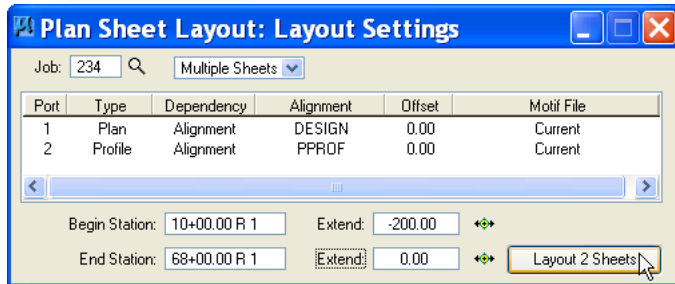 Plan Sheet Layout: Layout Settings
Job: 234 Multiple Sheets
Port Type Dependency Alignment Offset Motif File
1 Plan Alignment DESIGN 0.00 Current
2 Profile Alignment PPROF 0.00 Current
Begin Station: 10+00.00 R 1 Extend: -200.00
End Station: 68+00.00 R 1 Extend: 0.00 Layout 2 Sheets